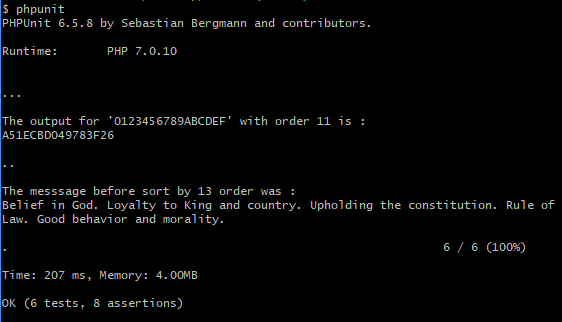 $ phpunit
PHPUnit 6.5.8 by Sebastian Bergmann and contributors.
Runtime:       PHP 7.0.10
...
The output for '0123456789ABCDEF' with order 11 is :
A51ECBD049783F26
..
The messsage before sort by 13 order was :
Belief in God. Loyalty to King and country. Upholding the constitution. Rule of
Law. Good behavior and morality.
.                                                                 6 / 6 (100%)
Time: 207 ms, Memory: 4.00MB
OK (6 tests, 8 assertions)